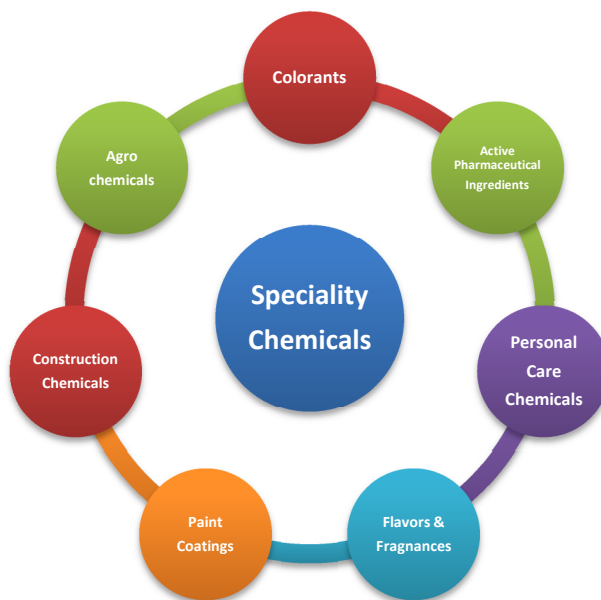 Colorants
Active
Pharmaceutical
Ingredients
Personal
Care
Chemicals
Flavors &
Fragnances
Paint
Coatings
Construction
Chemicals
Agro
chemicals
Speciality
Chemicals